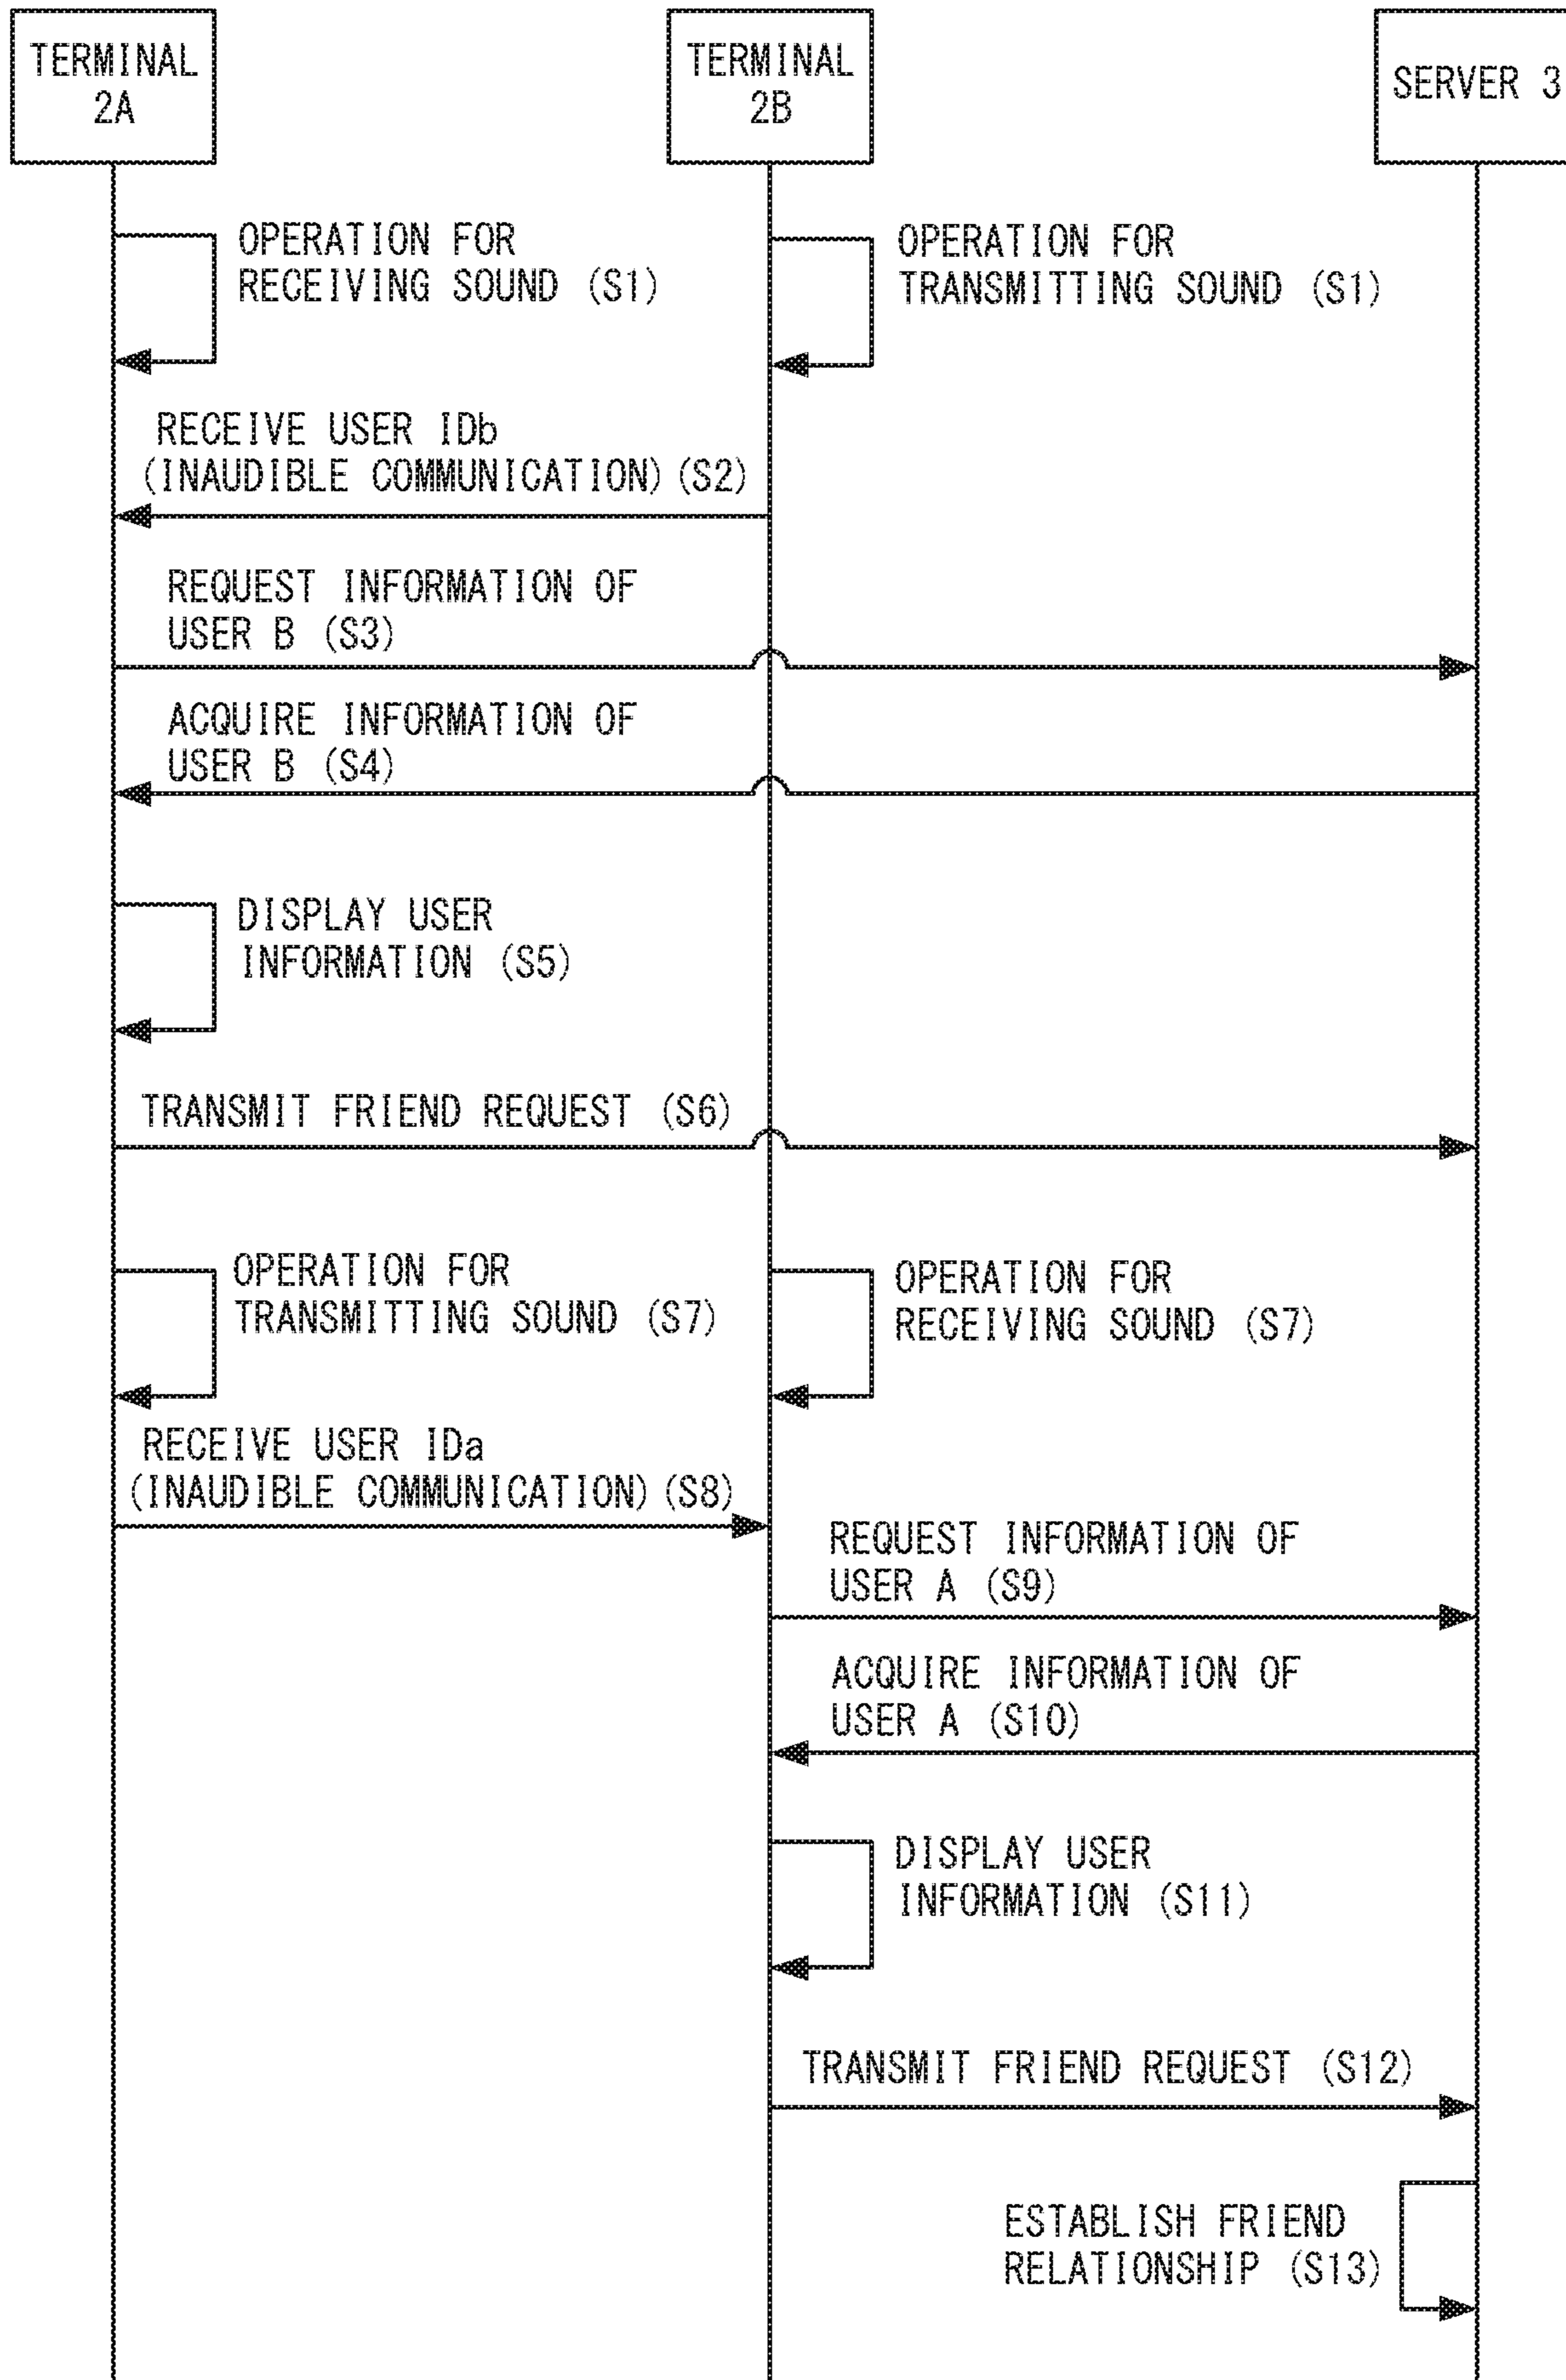 TERMINAL
2A
TERMINAL
2B
SERVER 3
OPERATION FOR
RECEIVING SOUND (S1)
OPERATION FOR
TRANSMITTING SOUND (S1)
RECEIVE USER IDb
(INAUDIBLE COMMUNICATION)(S2)
REQUEST INFORMATION OF
USER B (S3)
ACQUIRE INFORMATION OF
USER B (S4)
DISPLAY USER
INFORMATION (S5)
TRANSMIT FRIEND REQUEST (S6)
OPERATION FOR
TRANSMITTING SOUND (S7)
OPERATION FOR
RECEIVING SOUND (S7)
RECEIVE USER IDa
(INAUDIBLE COMMUNICATION)(S8)
REQUEST INFORMATION OF
USER A (S9)
ACQUIRE INFORMATION OF
USER A (S10)
DISPLAY USER
INFORMATION (S11)
TRANSMIT FRIEND REQUEST (S12)
ESTABLISH FRIEND
RELATIONSHIP (S13)